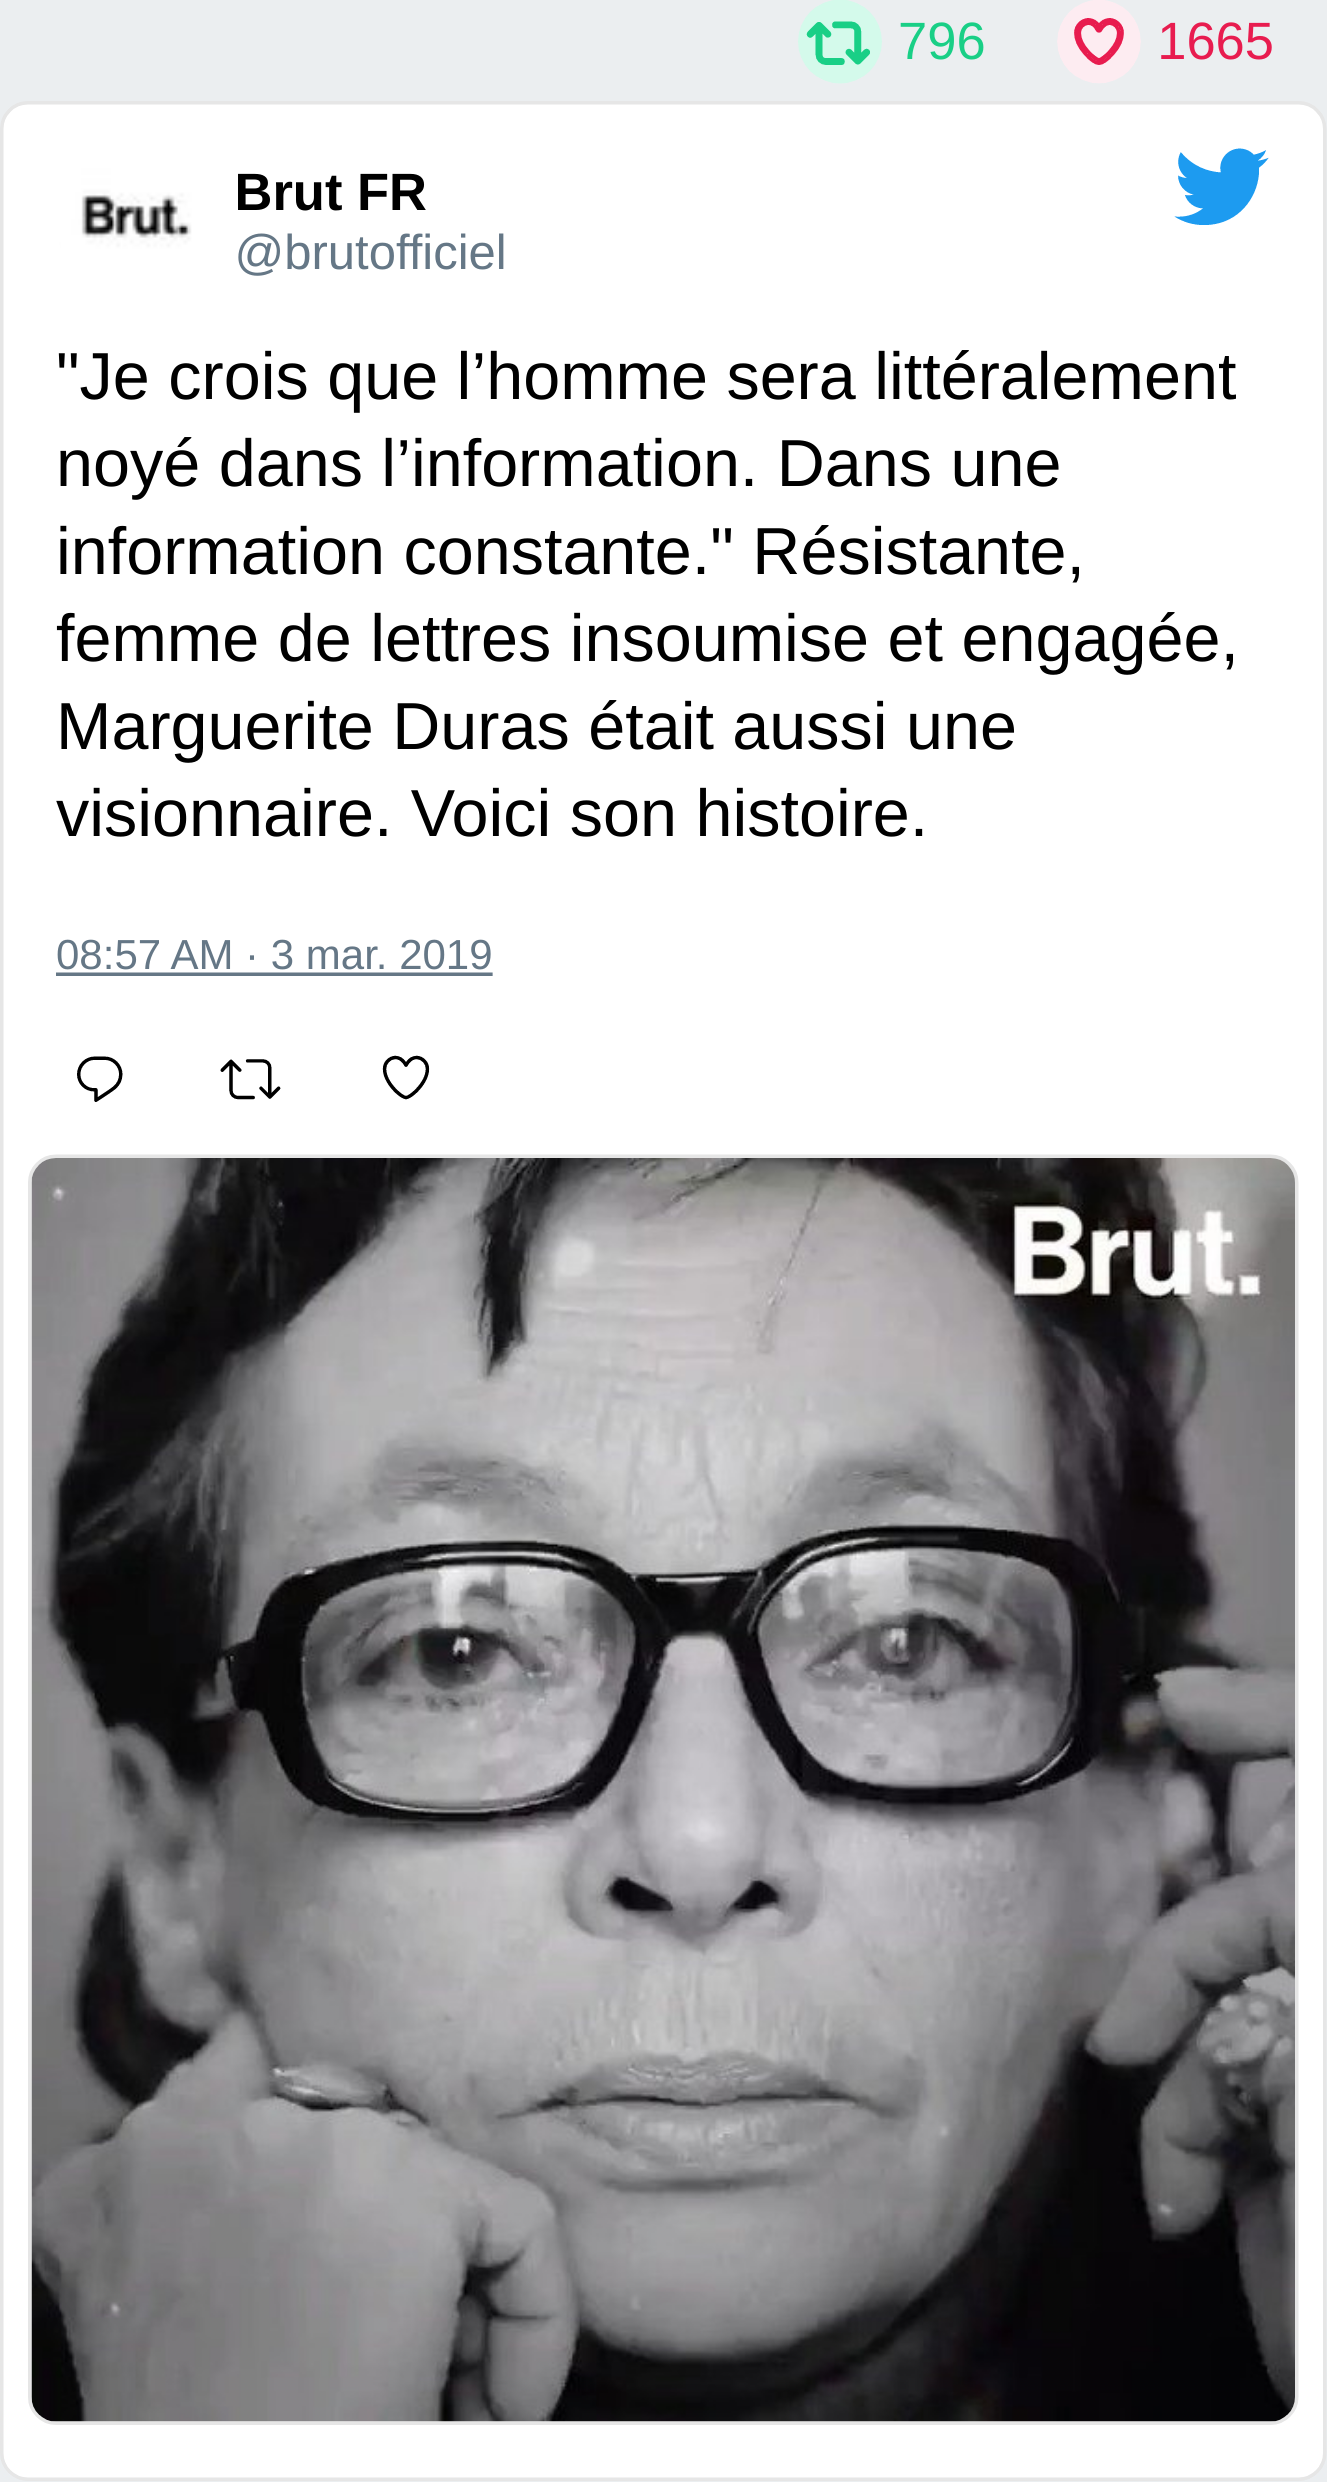 796 1665
Brut. Brut FR
@brutofficiel
"Je crois que l’homme sera littéralement
noyé dans l’information. Dans une
information constante." Résistante,
femme de lettres insoumise et engagée,
Marguerite Duras était aussi une
visionnaire. Voici son histoire.
08:57 AM · 3 mar. 2019
Brut.